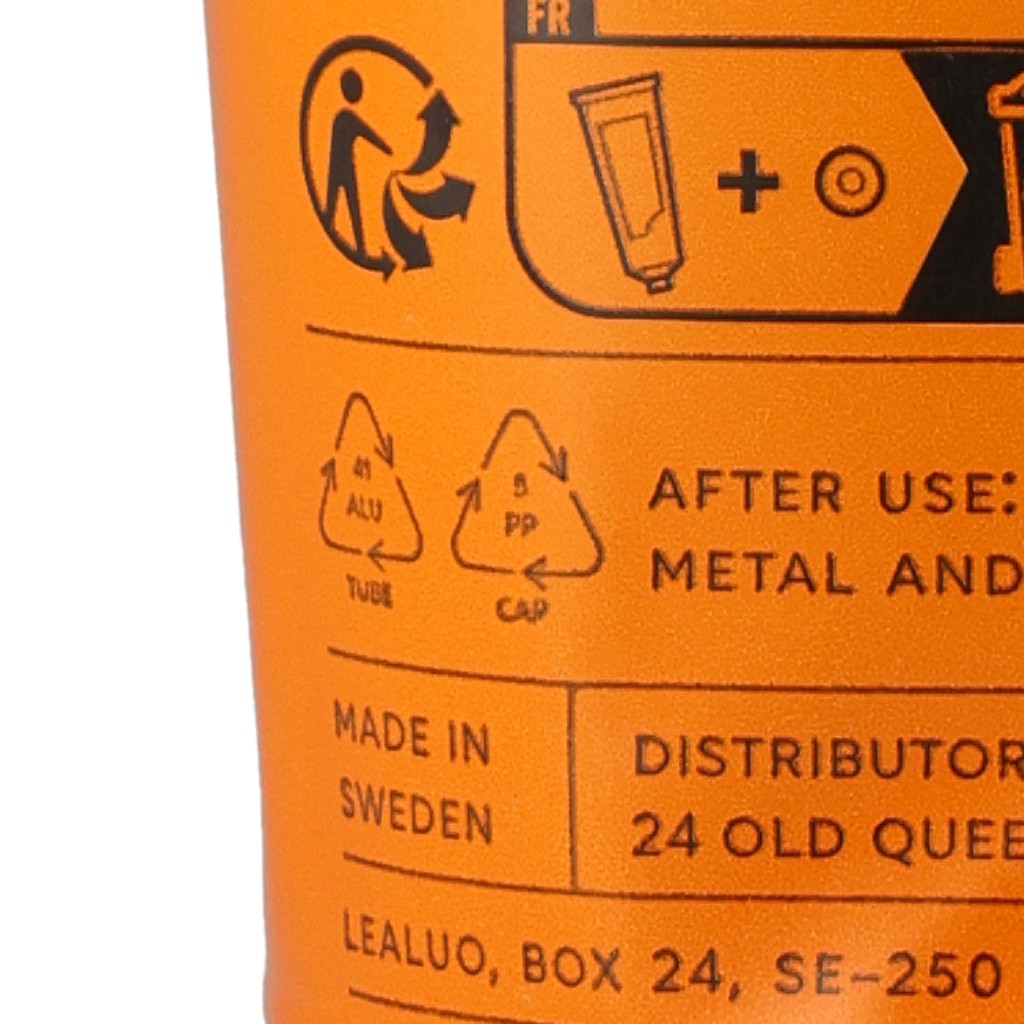 FR
41
ALU
TUBE
5
PP
CAP
AFTER USE:
METAL AND
MADE IN
SWEDEN
DISTRIBUTOR
24 OLD QUEE
LEALUO, BOX 24, SE-250